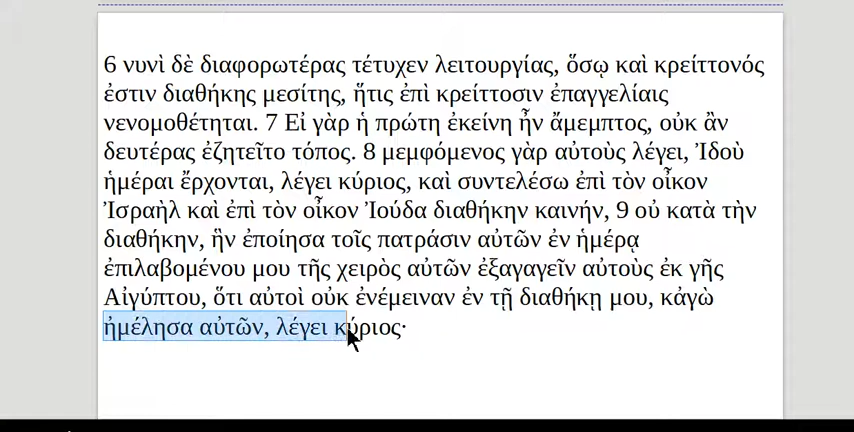 6 νυνὶ δὲ διαφορωτέρας τέτυχεν λειτουργίας, ὅσῳ καὶ κρείττονός
ἐστιν διαθήκης μεσίτης, ἥτις ἐπὶ κρείττοσιν ἐπαγγελίαις
νενομοθέτηται. 7 Εἰ γὰρ ἡ πρώτη ἐκείνη ἦν ἄμεμπτος, οὐκ ἂν
δευτέρας ἐζητεῖτο τόπος. 8 μεμφόμενος γὰρ αὐτοὺς λέγει, Ἰδοὺ
ἡμέραι ἔρχονται, λέγει κύριος, καὶ συντελέσω ἐπὶ τὸν οἶκον
Ἰσραὴλ καὶ ἐπὶ τὸν οἶκον Ἰούδα διαθήκην καινήν, 9 οὐ κατὰ τὴν
διαθήκην, ἣν ἐποίησα τοῖς πατράσιν αὐτῶν ἐν ἡμέρᾳ
ἐπιλαβομένου μου τῆς χειρὸς αὐτῶν ἐξαγαγεῖν αὐτοὺς ἐκ γῆς
Αἰγύπτου, ὅτι αὐτοὶ οὐκ ἐνέμειναν ἐν τῇ διαθήκῃ μου, κἀγὼ
ἠμέλησα αὐτῶν, λέγει κύριος·